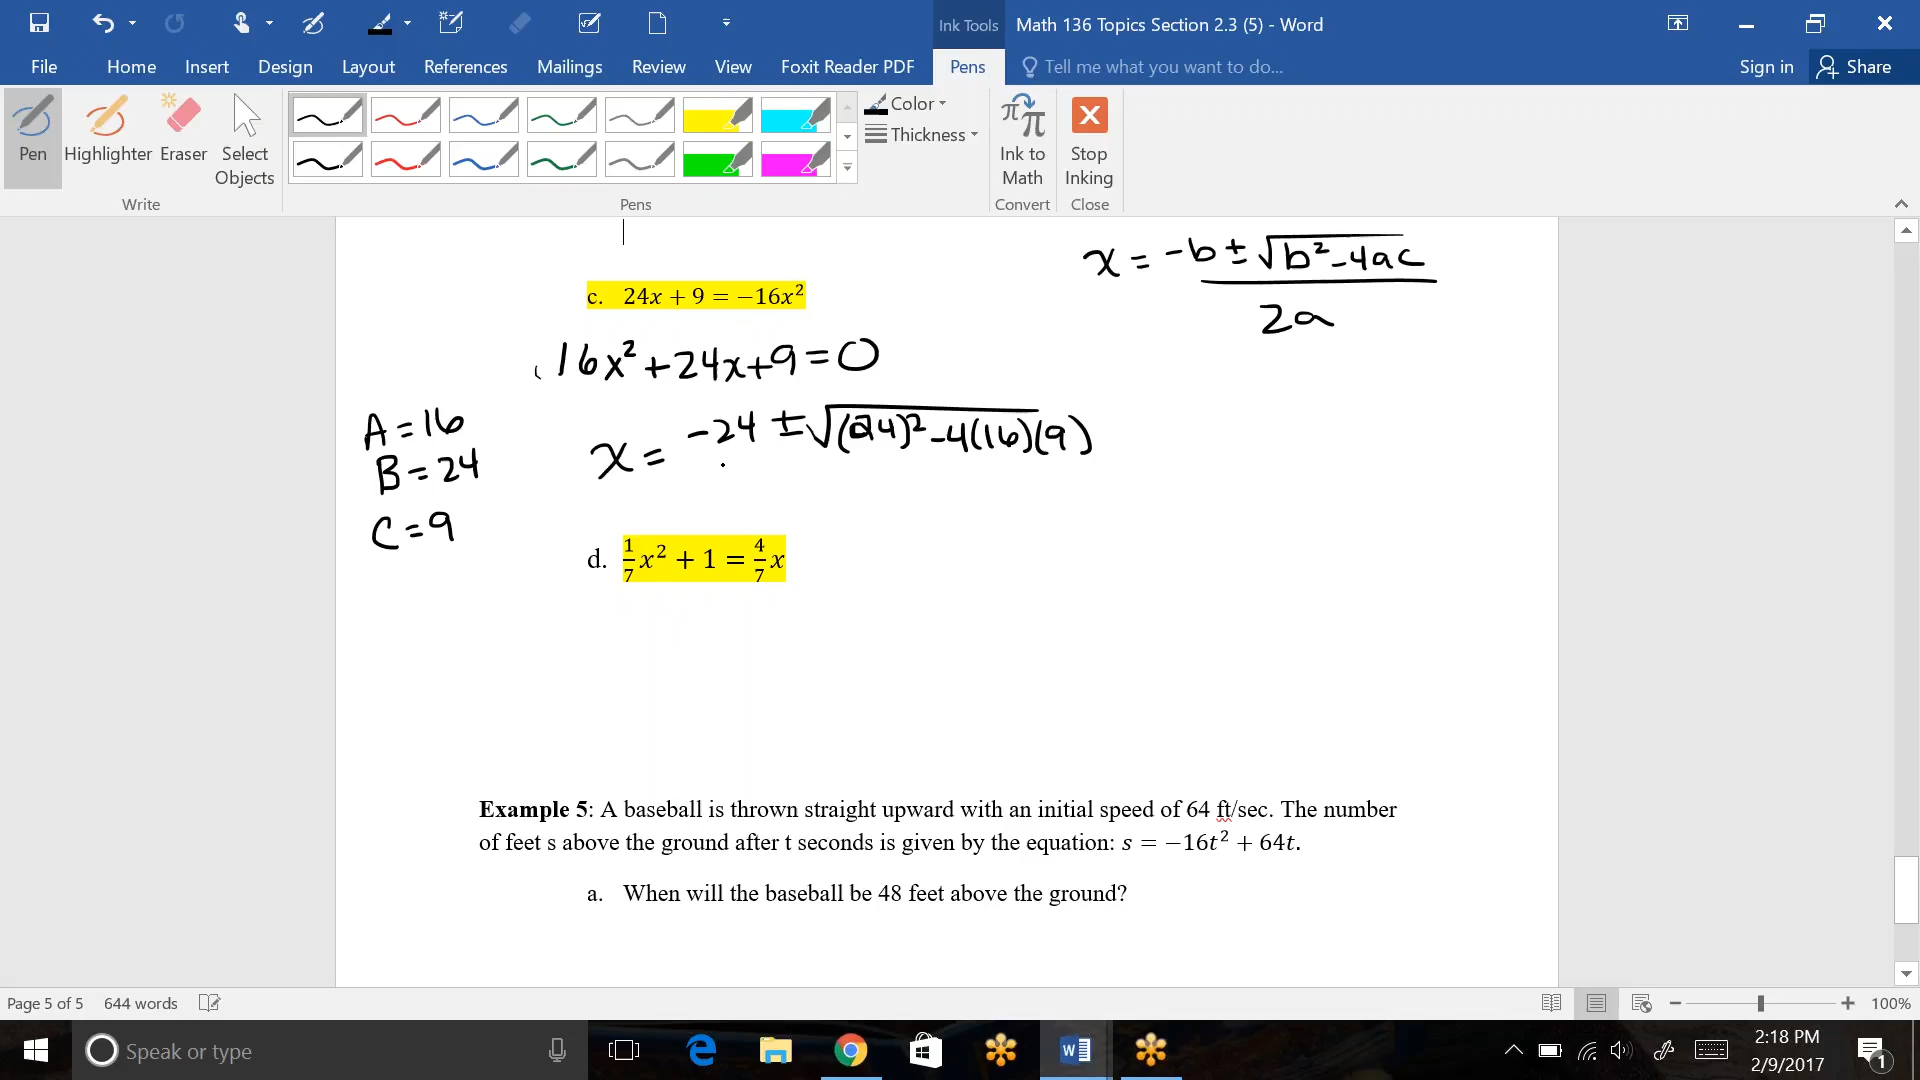 Ink Tools
Math 136 Topics Section 2.3 (5) - Word
File Home Insert Design Layout References Mailings Review View Foxit Reader PDF Pens Tell me what you want to do... Sign in Share
Pen Highlighter Eraser Select Objects
Color
Thickness
Ink to Math
Stop Inking
Write Pens Convert Close
x = -b ± √b² - 4ac
2a
c. 24x + 9 = −16x²
16x² + 24x + 9 = 0
A = 16
B = 24
C = 9
x = -24 ± √(24)² - 4(16)(9)
d. 1/7 x² + 1 = 4/7 x
Example 5: A baseball is thrown straight upward with an initial speed of 64 ft/sec. The number
of feet s above the ground after t seconds is given by the equation: s = −16t² + 64t.
a. When will the baseball be 48 feet above the ground?
Page 5 of 5 644 words 100%
Speak or type
2:18 PM
2/9/2017
1